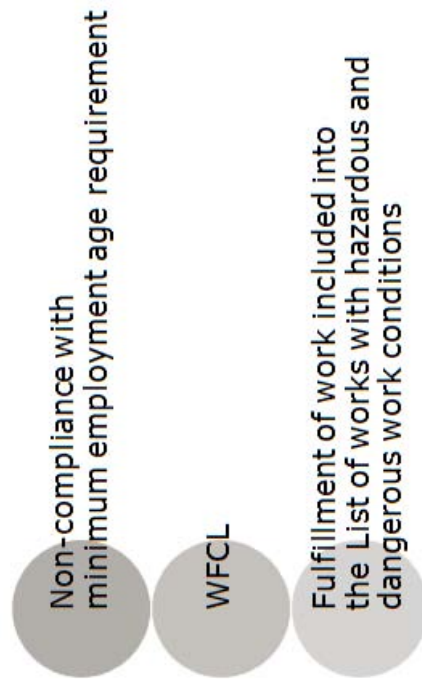 Non-compliance with
minimum employment age requirement
WFCL
Fulfillment of work included into
the List of works with hazardous and
dangerous work conditions